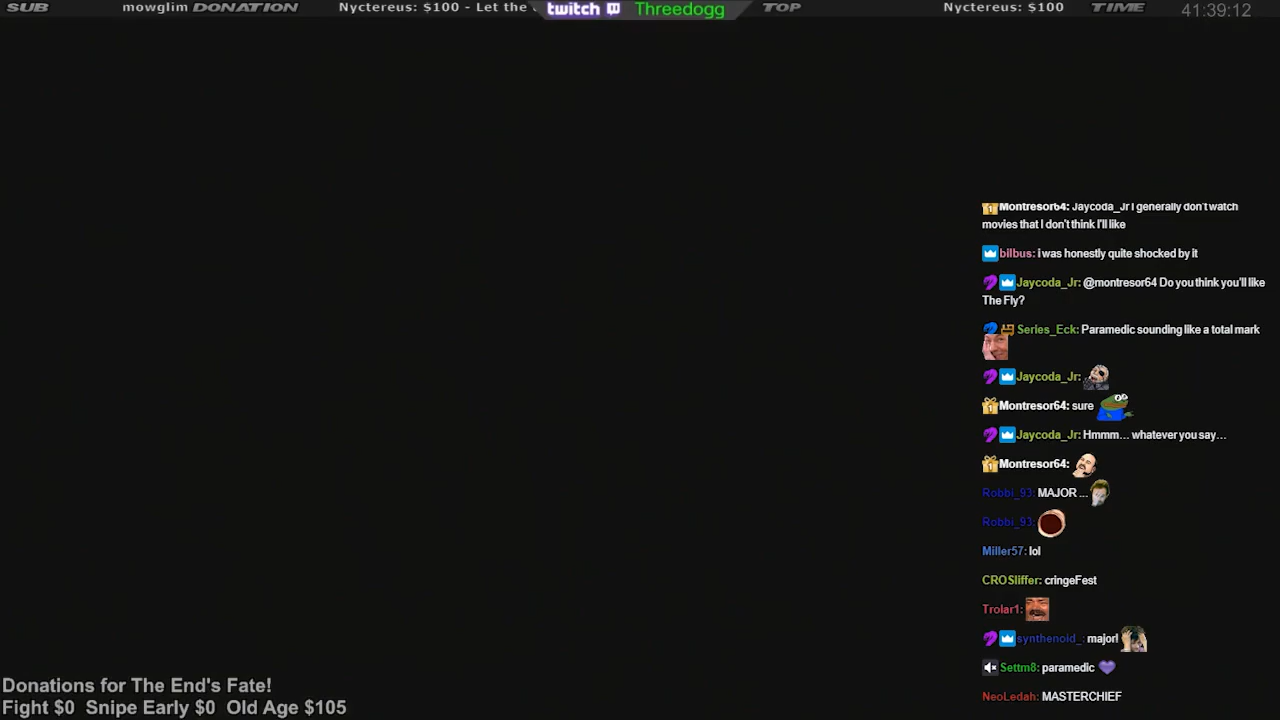 SUB mowglim DONATION Nyctereus: $100 - Let the twitch Threedogg TOP Nyctereus: $100 TIME 41:39:12
Montresor64: Jaycoda_Jr I generally don't watch
movies that I don't think I'll like
bilbus: i was honestly quite shocked by it
Jaycoda_Jr: @montresor64 Do you think you'll like
The Fly?
Series_Eck: Paramedic sounding like a total mark
Jaycoda_Jr:
Montresor64: sure
Jaycoda_Jr: Hmmm... whatever you say...
Montresor64:
Robbi_93: MAJOR ...
Robbi_93:
Miller57: lol
CROSliffer: cringeFest
Trolar1:
synthenoid_: major!
Settm8: paramedic
NeoLedah: MASTERCHIEF
Donations for The End's Fate!
Fight $0 Snipe Early $0 Old Age $105